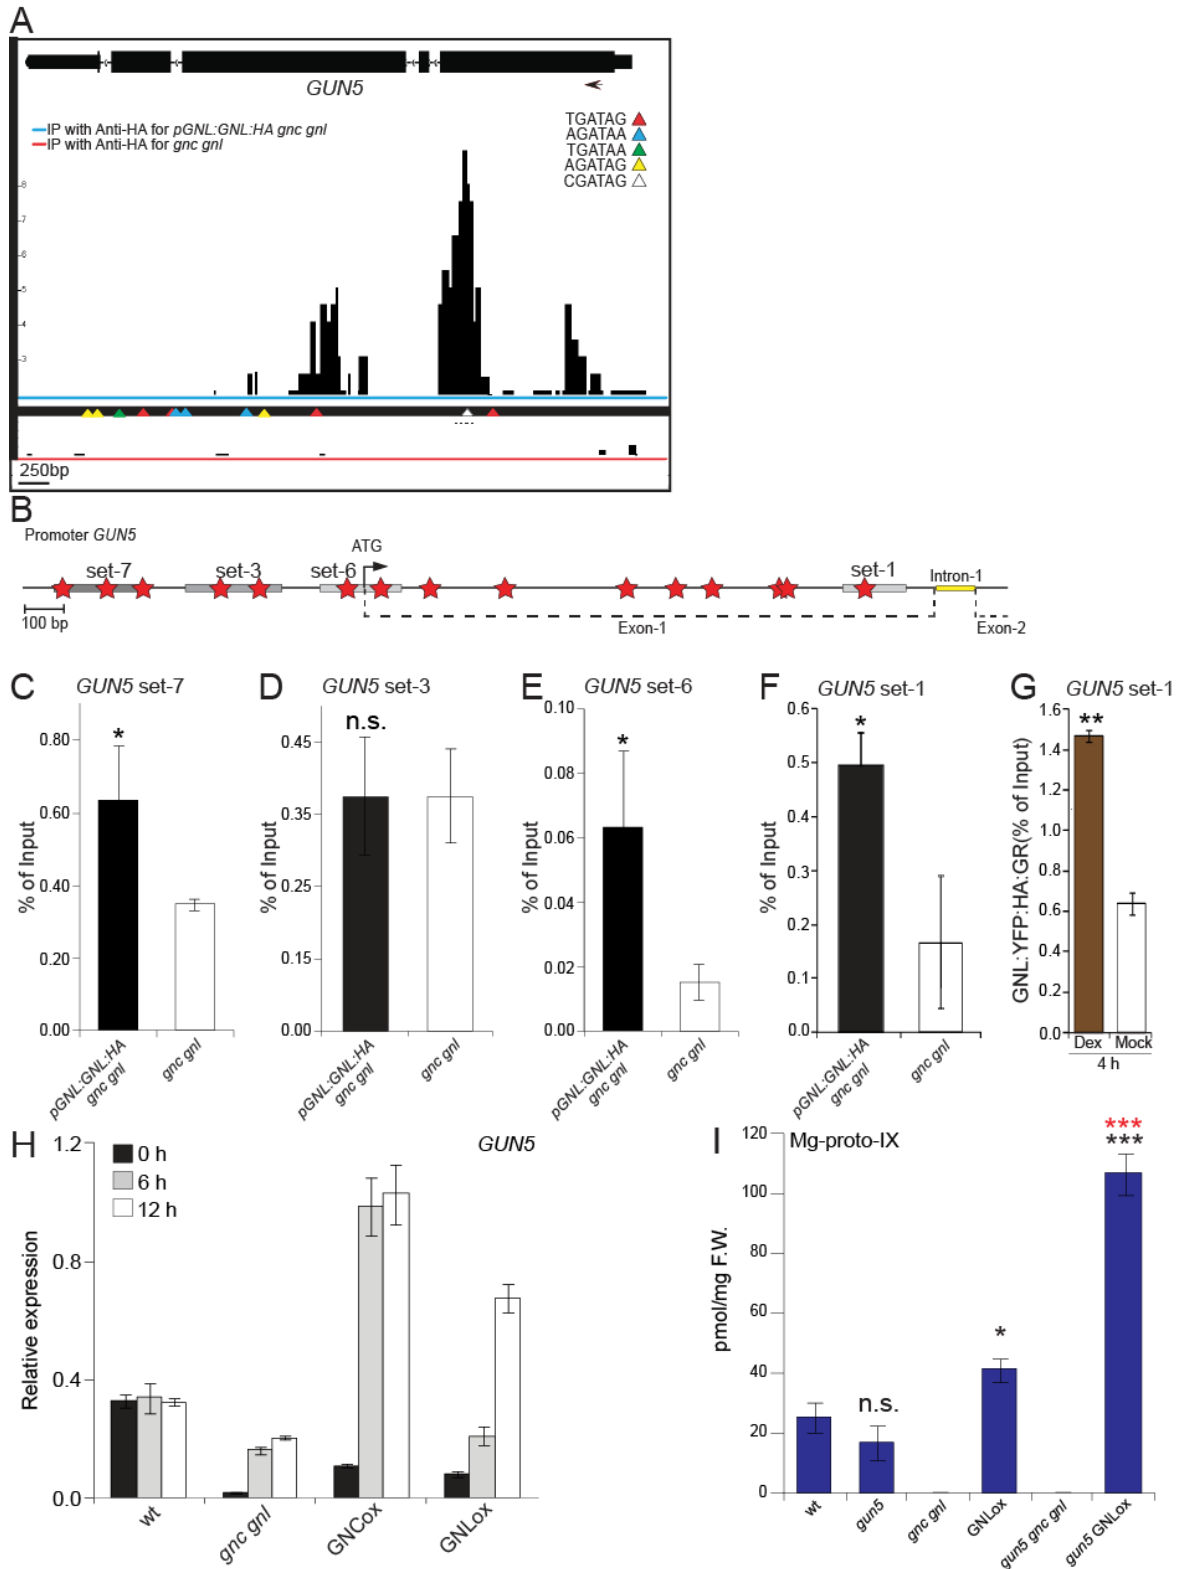 A
GUN5
IP with Anti-HA for pGNL:GNL:HA gnc gnl
IP with Anti-HA for gnc gnl
TGATAG
AGATAA
TGATAA
AGATAG
CGATAG
8
7
6
5
4
3
250bp
B
Promoter GUN5
ATG
set-7
set-3
set-6
set-1
Intron-1
100 bp
Exon-1
Exon-2
C
GUN5 set-7
% of Input
0.80
0.60
0.40
0.20
0.00
*
pGNL:GNL:HA
gnc gnl
gnc gnl
D
GUN5 set-3
% of Input
0.45
0.35
0.25
0.15
0.00
n.s.
pGNL:GNL:HA
gnc gnl
gnc gnl
E
GUN5 set-6
% of Input
0.10
0.08
0.06
0.04
0.02
0.00
*
pGNL:GNL:HA
gnc gnl
gnc gnl
F
GUN5 set-1
% of Input
0.6
0.5
0.4
0.3
0.2
0.1
0.0
*
pGNL:GNL:HA
gnc gnl
gnc gnl
G
GUN5 set-1
GNL:YFP:HA:GR(% of Input)
1.6
1.4
1.2
1.0
0.8
0.6
0.4
0.2
0.0
**
Dex
Mock
4 h
H
GUN5
0 h
6 h
12 h
Relative expression
1.2
0.8
0.4
0.0
wt
gnc gnl
GNCox
GNLox
I
Mg-proto-IX
pmol/mg F.W.
120
100
80
60
40
20
0
n.s.
*
***
***
wt
gun5
gnc gnl
GNLox
gun5 gnc gnl
gun5 GNLox